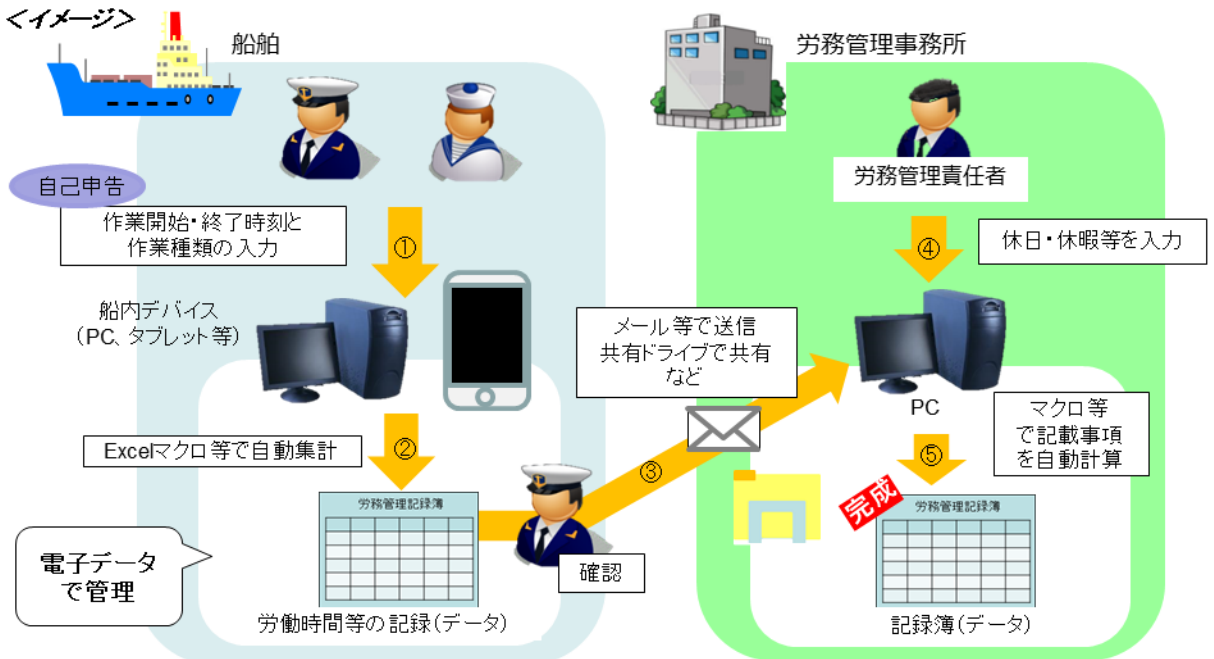 <イメージ>
船舶
自己申告
作業開始・終了時刻と
作業種類の入力
①
船内デバイス
(PC、タブレット等)
Excelマクロ等で自動集計
②
労務管理記録簿
電子データ
で管理
労働時間等の記録(データ)
確認
③
メール等で送信
共有ドライブで共有
など
労務管理事務所
労務管理責任者
④
休日・休暇等を入力
PC
⑤
マクロ等
で記載事項
を自動計算
完成
労務管理記録簿
記録簿(データ)